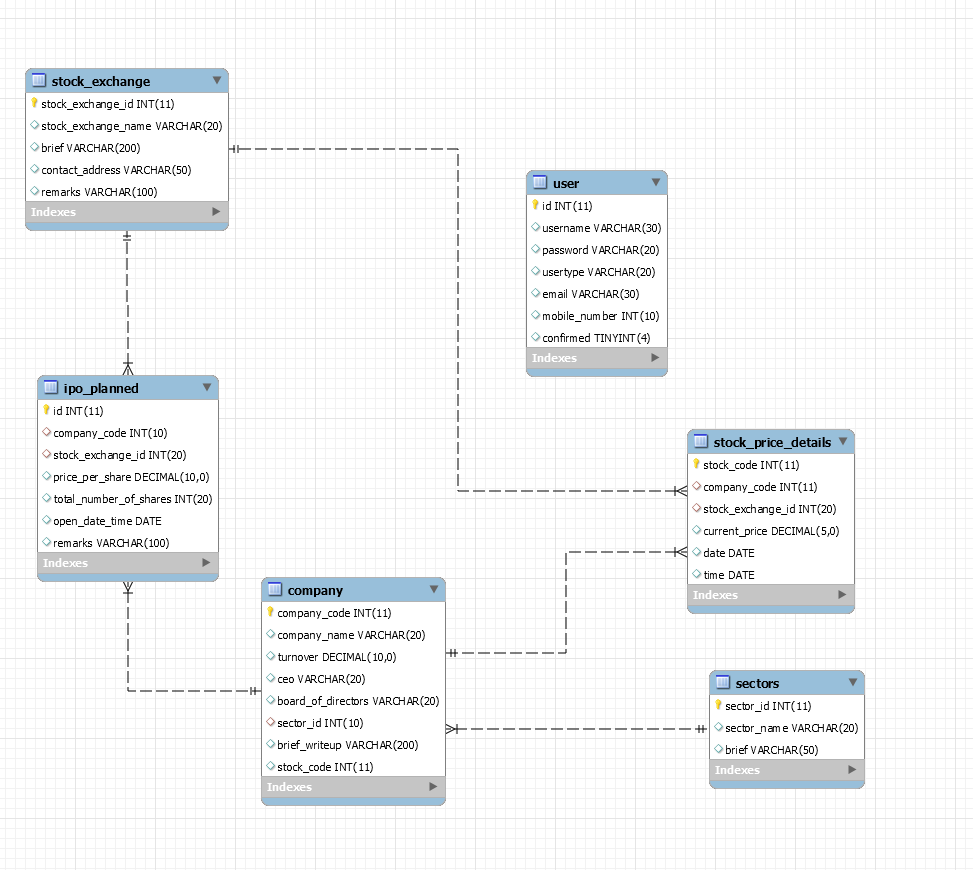 stock_exchange
stock_exchange_id INT(11)
stock_exchange_name VARCHAR(20)
brief VARCHAR(200)
contact_address VARCHAR(50)
remarks VARCHAR(100)
Indexes
user
id INT(11)
username VARCHAR(30)
password VARCHAR(20)
usertype VARCHAR(20)
email VARCHAR(30)
mobile_number INT(10)
confirmed TINYINT(4)
Indexes
ipo_planned
id INT(11)
company_code INT(10)
stock_exchange_id INT(20)
price_per_share DECIMAL(10,0)
total_number_of_shares INT(20)
open_date_time DATE
remarks VARCHAR(100)
Indexes
stock_price_details
stock_code INT(11)
company_code INT(11)
stock_exchange_id INT(20)
current_price DECIMAL(5,0)
date DATE
time DATE
Indexes
company
company_code INT(11)
company_name VARCHAR(20)
turnover DECIMAL(10,0)
ceo VARCHAR(20)
board_of_directors VARCHAR(20)
sector_id INT(10)
brief_writeup VARCHAR(200)
stock_code INT(11)
Indexes
sectors
sector_id INT(11)
sector_name VARCHAR(20)
brief VARCHAR(50)
Indexes